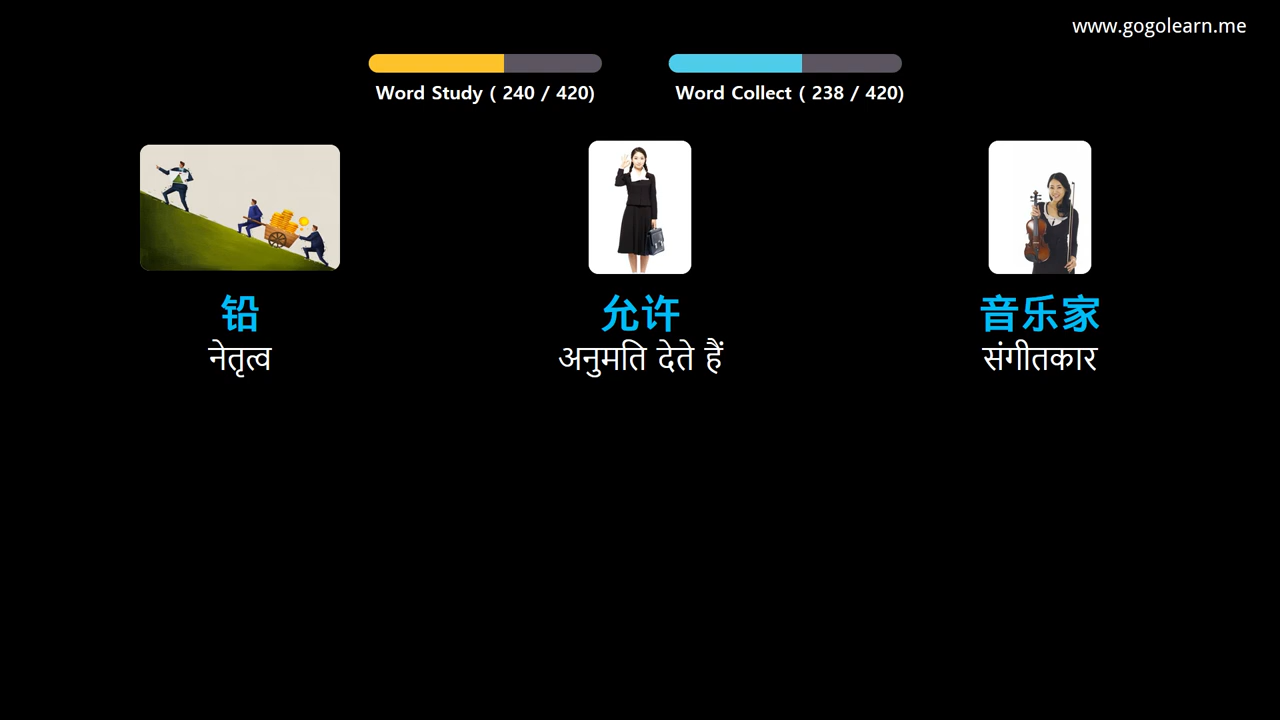 www.gogolearn.me
Word Study ( 240 / 420)
Word Collect ( 238 / 420)
铅
नेतृत्व
允许
अनुमति देते हैं
音乐家
संगीतकार